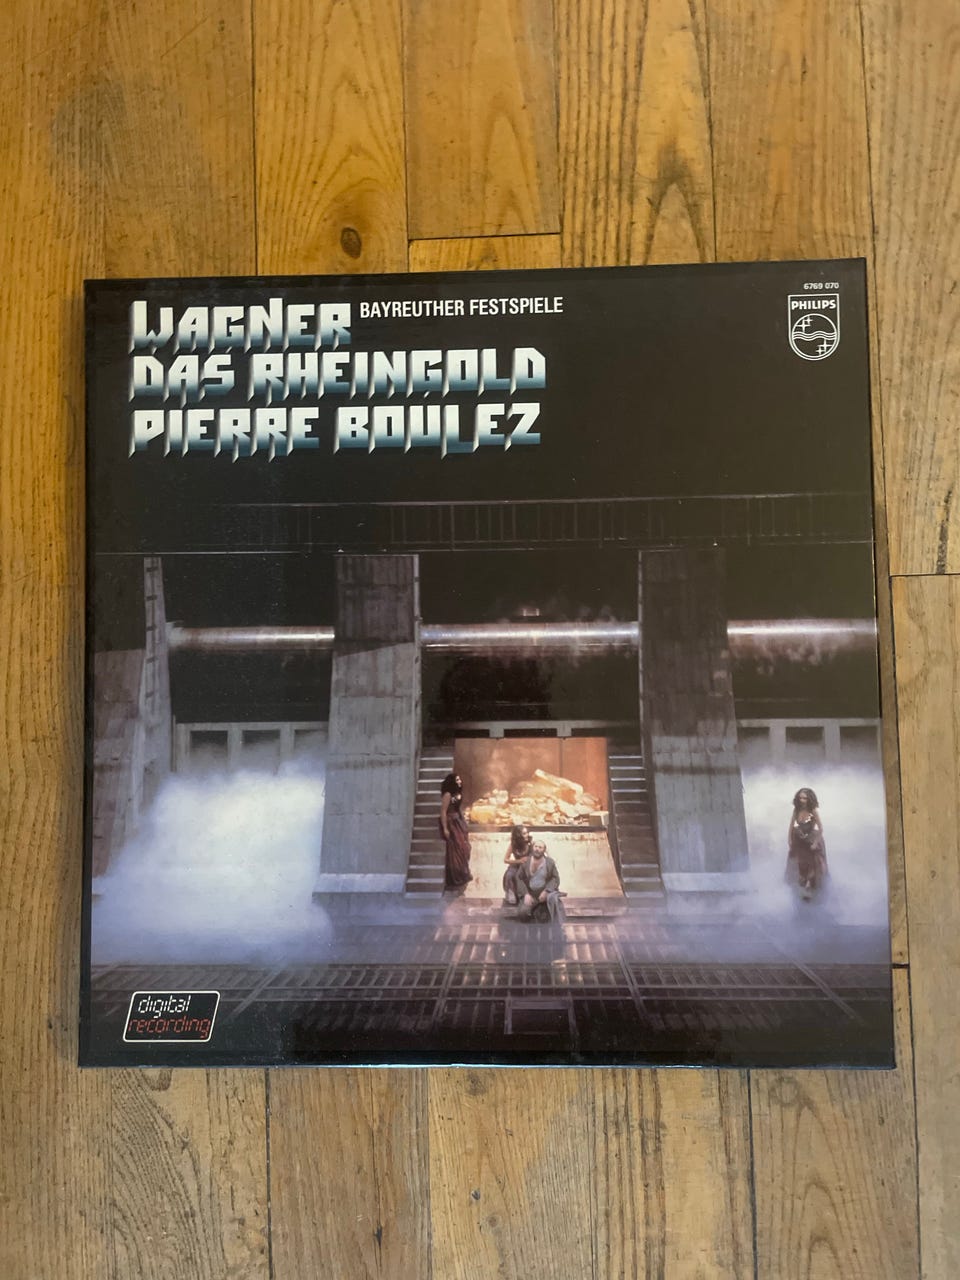 WAGNER BAYREUTHER FESTSPIELE
DAS RHEINGOLD
PIERRE BOULEZ
6769 070
PHILIPS
digital
recording